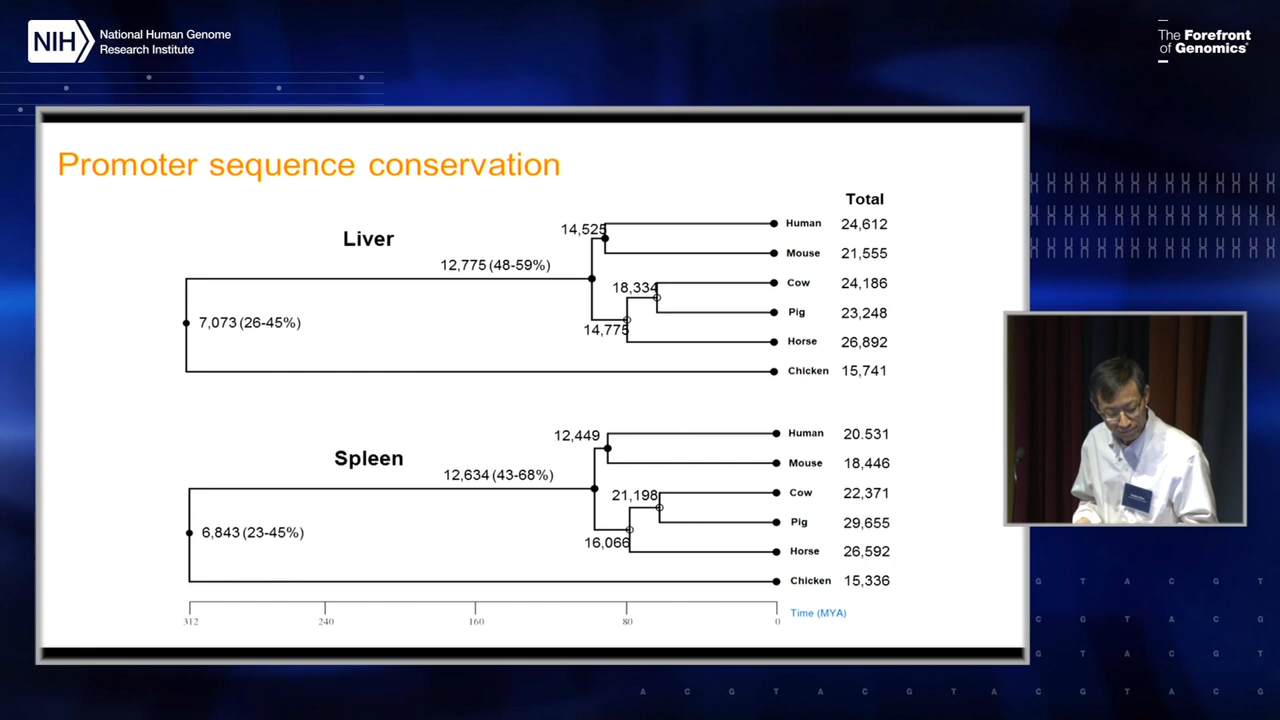 NIH
National Human Genome
Research Institute
The Forefront
of Genomics®
Promoter sequence conservation
Total
Liver
14,525
Human 24,612
12,775 (48-59%)
Mouse 21,555
18,334
Cow 24,186
7,073 (26-45%)
14,775
Pig 23,248
Horse 26,892
Chicken 15,741
Spleen
12,449
Human 20.531
12,634 (43-68%)
Mouse 18,446
21,198
Cow 22,371
6,843 (23-45%)
16,066
Pig 29,655
Horse 26,592
Chicken 15,336
312 240 160 80 0 Time (MYA)
G T A C G T
C G T A C G
G T A C G T
A C G T A C G T A C G T A C G